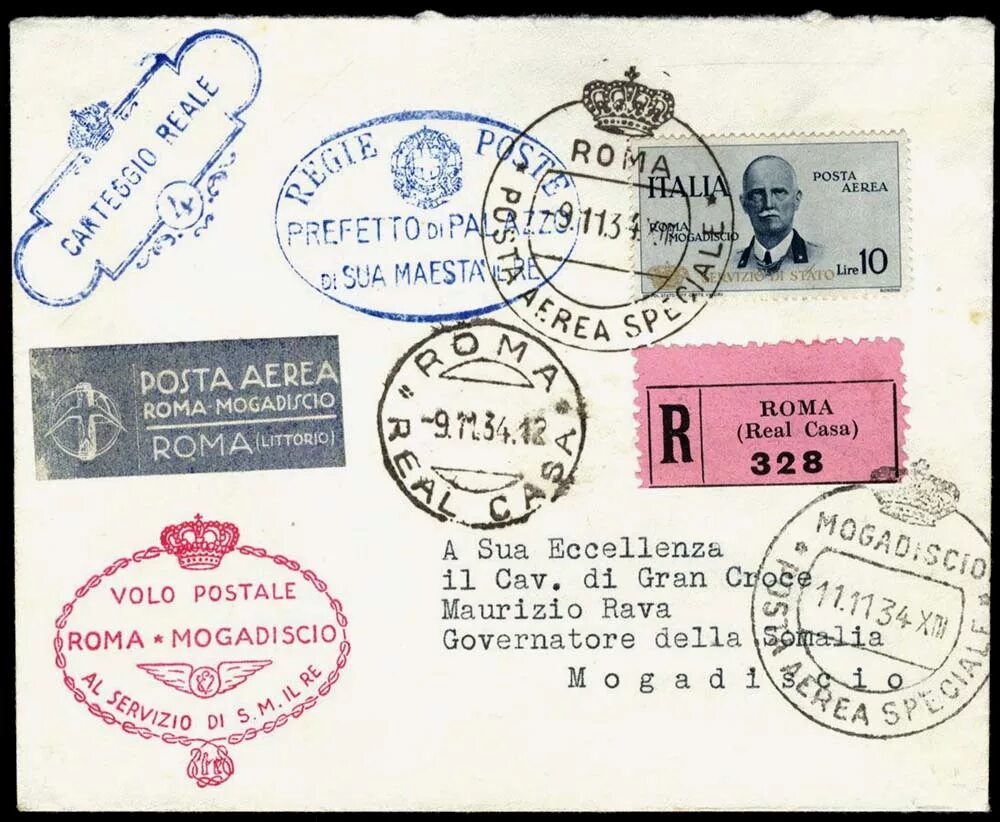 CARTEGGIO REALE
4
REGIE POSTE
PREFETTO DI PALAZZO
DI SUA MAESTA' IL RE
ROMA
-9.11.34
* POSTA AEREA SPECIALE *
ITALIA
POSTA AEREA
ROMA MOGADISCIO
SERVIZIO DI STATO
Lire 10
POSTA AEREA
ROMA MOGADISCIO
ROMA (LITTORIO)
ROMA
-9.11.34.12
* REAL CASA *
R
ROMA
(Real Casa)
328
VOLO POSTALE
ROMA * MOGADISCIO
AL SERVIZIO DI S.M. IL RE
A Sua Eccellenza
il Cav. di Gran Croce
Maurizio Rava
Governatore della Somalia
Mogadiscio
MOGADISCIO
11.11.34 XIII
* POSTA AEREA SPECIALE *